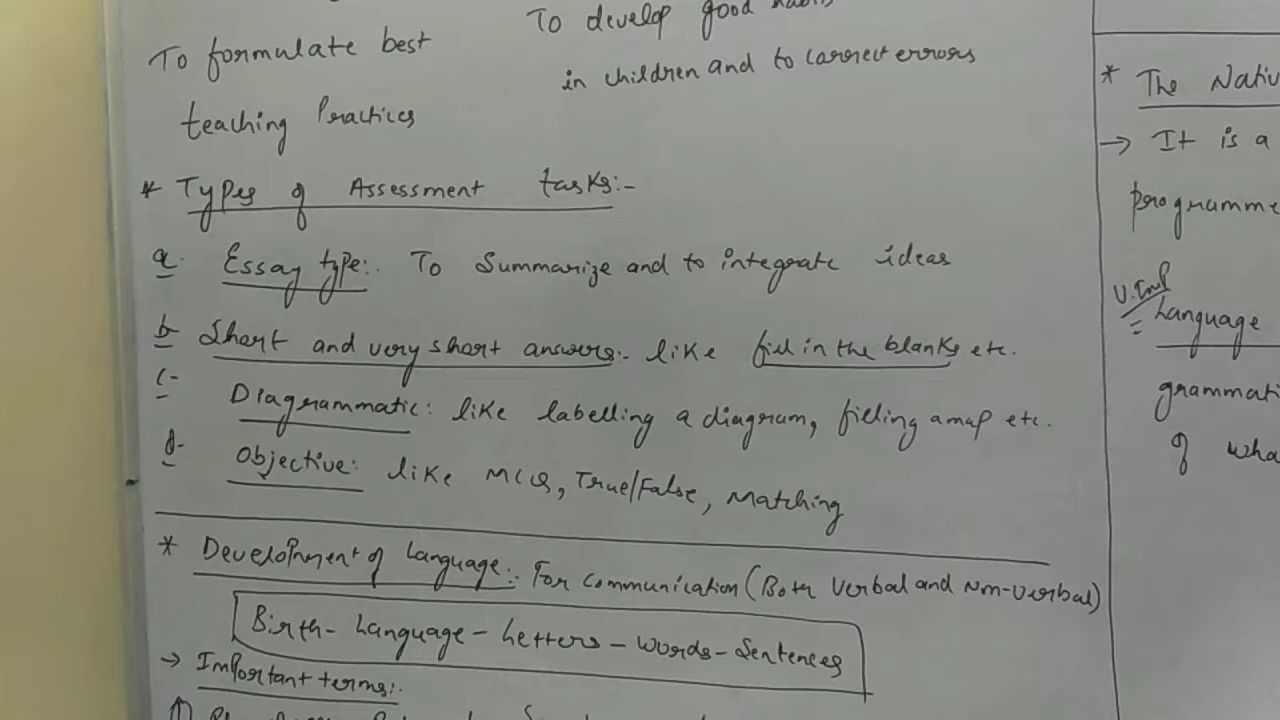 To develop good habits
To formulate best
in children and to correct errors
teaching Practices
* Types of Assessment tasks:-
a. Essay type:. To Summarize and to integrate ideas
b- Short and very short answers:- like fill in the blanks etc.
c- Diagrammatic: like labelling a diagram, filling a map etc.
d- Objective: like MCQ, True/False, Matching
* Development of Language:. For Communication (Both Verbal and Non-verbal)
Birth- Language - Letters - words - Sentences
→ Important terms:.
* The
→ It is a
programme
V.Imp
Language
of